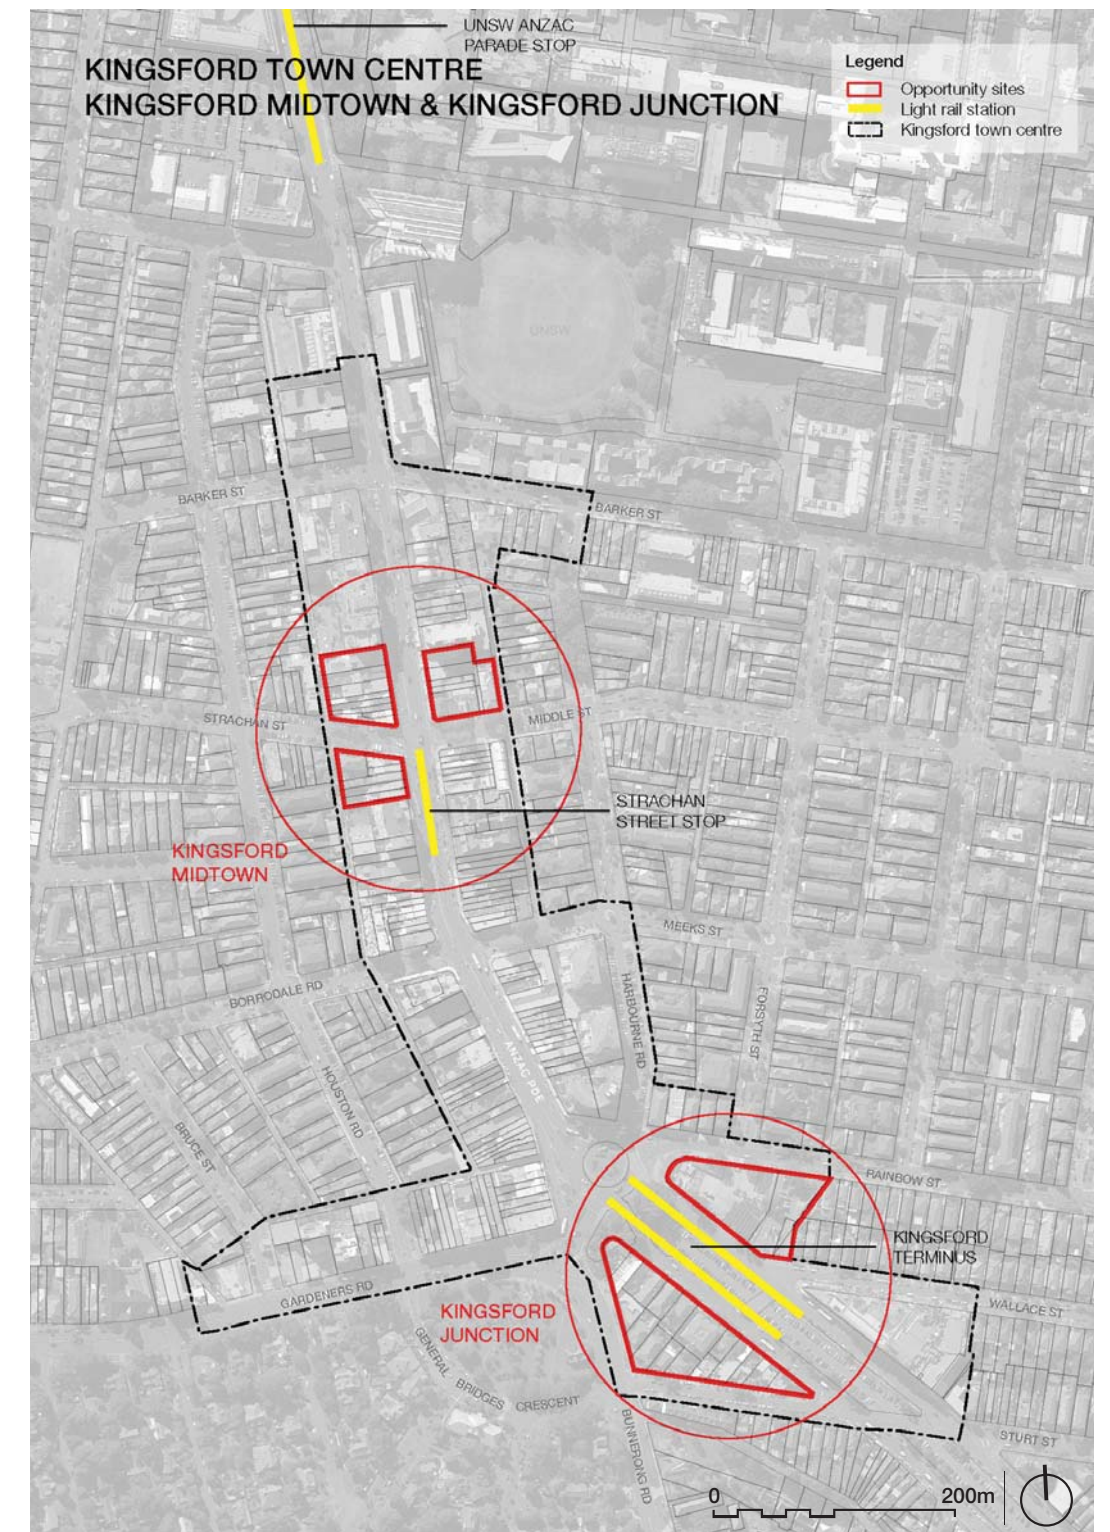 UNSW ANZAC
PARADE STOP
KINGSFORD TOWN CENTRE
KINGSFORD MIDTOWN & KINGSFORD JUNCTION
Legend
Opportunity sites
Light rail station
Kingsford town centre
UNSW
BARKER ST
BARKER ST
STRACHAN ST
MIDDLE ST
STRACHAN
STREET STOP
KINGSFORD
MIDTOWN
MEEKS ST
BORRODALE RD
HARBOURNE RD
FORSYTH ST
ANZAC PDE
HOUSTON RD
BRUCE ST
RAINBOW ST
KINGSFORD
TERMINUS
GARDENERS RD
WALLACE ST
KINGSFORD
JUNCTION
GENERAL BRIDGES CRESCENT
BUNNERONG RD
STURT ST
0 200m